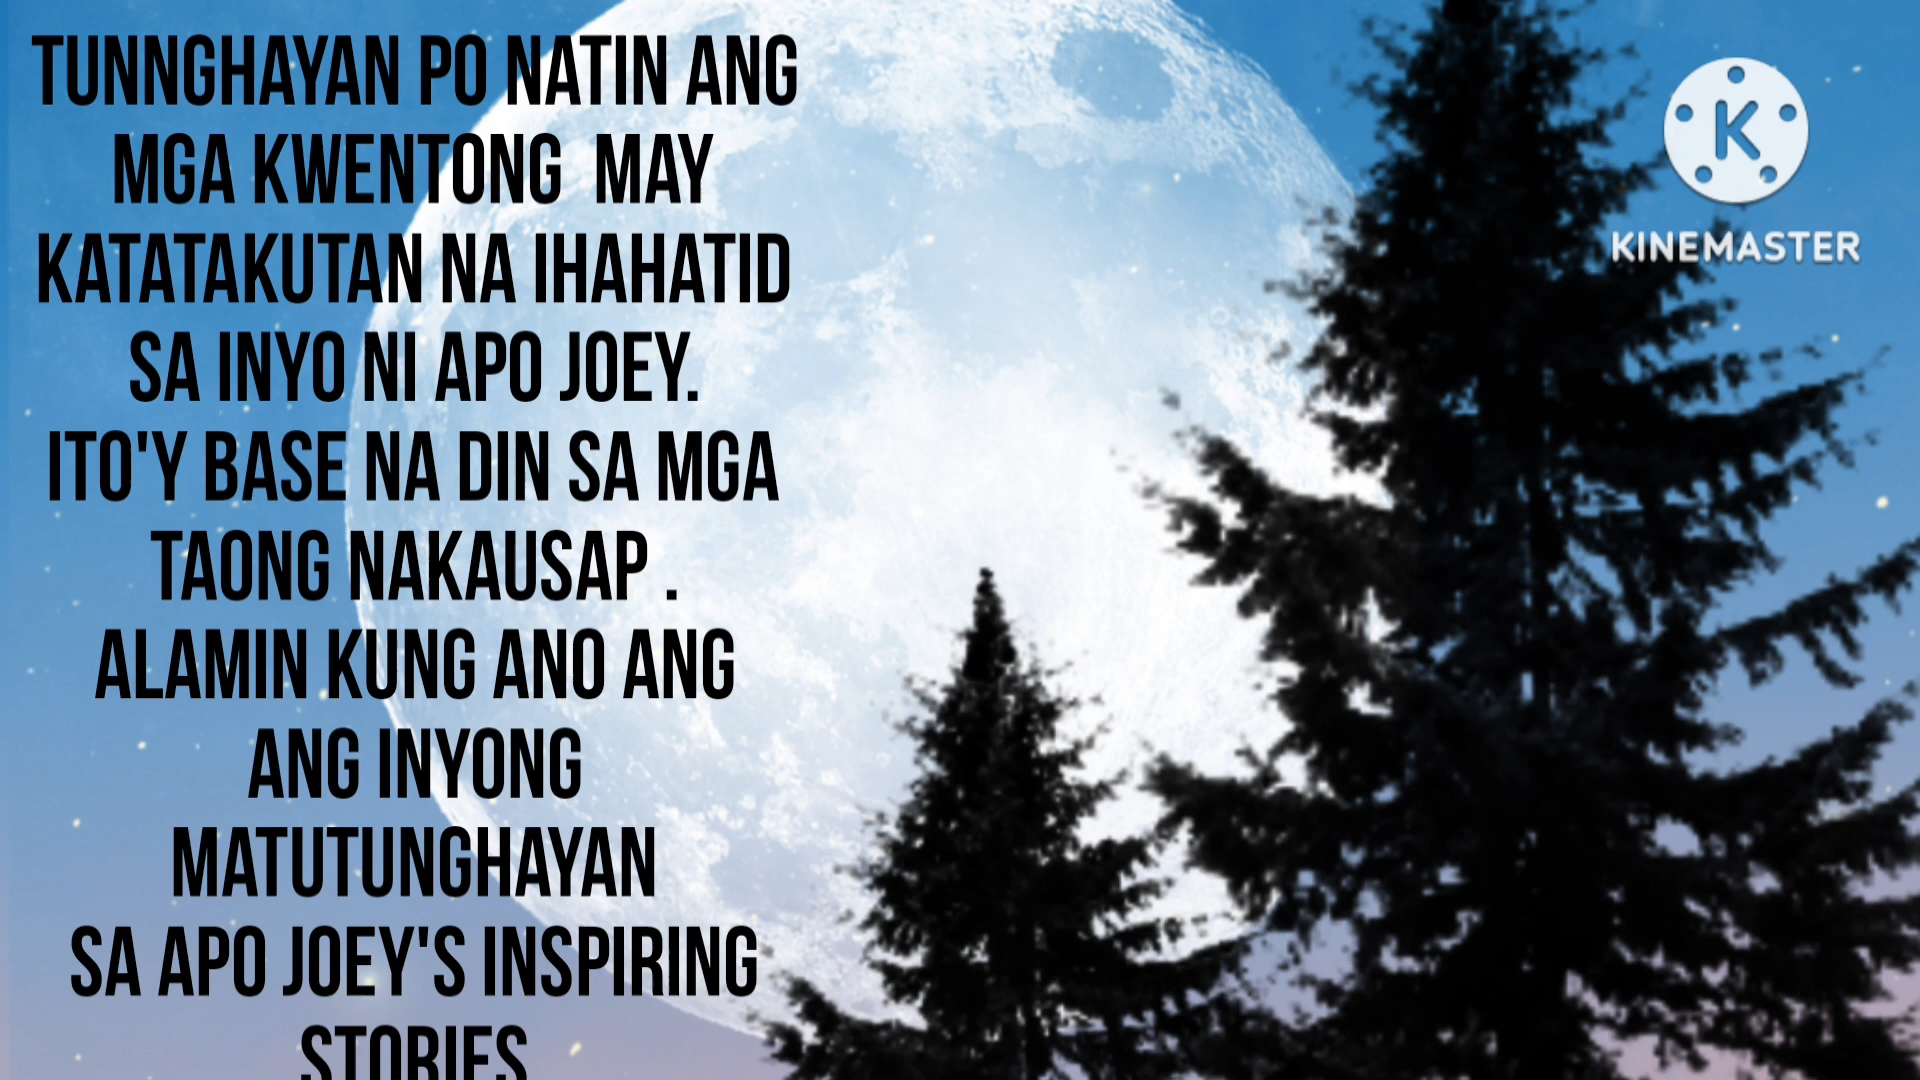 TUNNGHAYAN PO NATIN ANG
MGA KWENTONG  MAY
KATATAKUTAN NA IHAHATID
SA INYO NI APO JOEY.
ITO'Y BASE NA DIN SA MGA
TAONG NAKAUSAP .
ALAMIN KUNG ANO ANG
ANG INYONG
MATUTUNGHAYAN
SA APO JOEY'S INSPIRING
STORIES
K
KINEMASTER